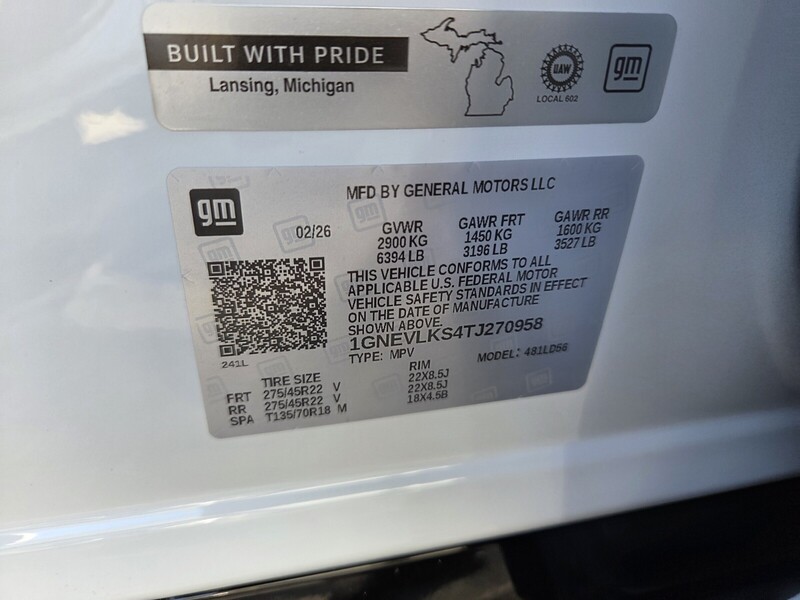 BUILT WITH PRIDE
Lansing, Michigan
UAW
LOCAL 602
gm
gm
MFD BY GENERAL MOTORS LLC
02/26
GVWR
2900 KG
6394 LB
GAWR FRT
1450 KG
3196 LB
GAWR RR
1600 KG
3527 LB
THIS VEHICLE CONFORMS TO ALL
APPLICABLE U.S. FEDERAL MOTOR
VEHICLE SAFETY STANDARDS IN EFFECT
ON THE DATE OF MANUFACTURE
SHOWN ABOVE.
1GNEVLKS4TJ270958
TYPE: MPV
MODEL: 481LD56
241L
TIRE SIZE RIM
FRT 275/45R22 V 22X8.5J
RR 275/45R22 V 22X8.5J
SPA T135/70R18 M 18X4.5B